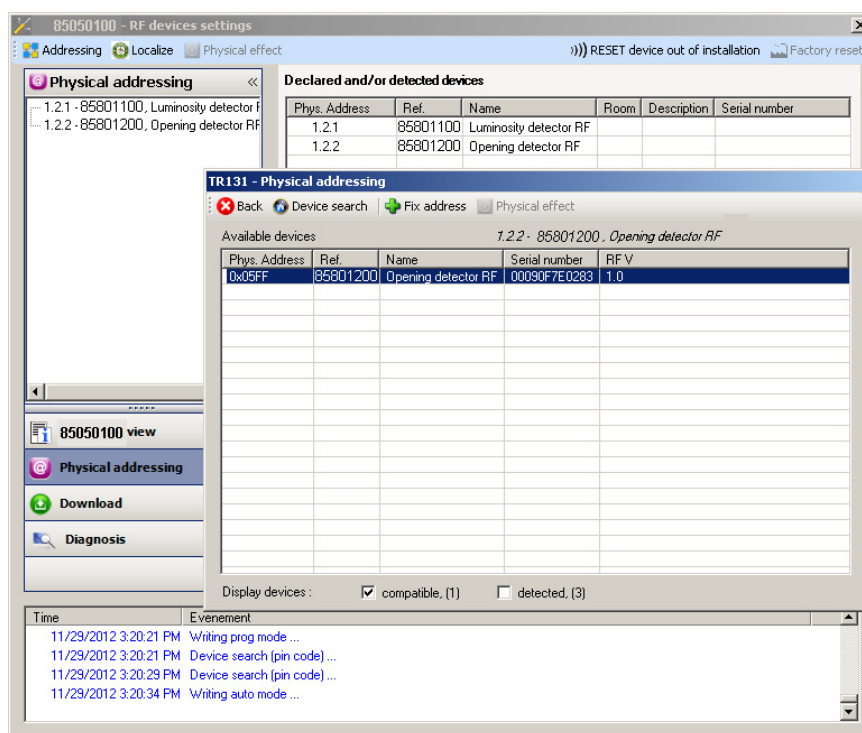 85050100 - RF devices settings
Addressing Localize Physical effect ))) RESET device out of installation Factory reset
Physical addressing «
1.2.1 - 85801100, Luminosity detector
1.2.2 - 85801200, Opening detector RF
Declared and/or detected devices
Phys. Address Ref. Name Room Description Serial number
1.2.1 85801100 Luminosity detector RF
1.2.2 85801200 Opening detector RF
TR131 - Physical addressing
Back Device search Fix address Physical effect
Available devices 1.2.2 - 85801200, Opening detector RF
Phys. Address Ref. Name Serial number RF V
0x05FF 85801200 Opening detector RF 00090F7E0283 1.0
85050100 view
Physical addressing
Download
Diagnosis
Display devices : compatible, (1) detected, (3)
Time Evenement
11/29/2012 3:20:21 PM Writing prog mode ...
11/29/2012 3:20:21 PM Device search (pin code) ...
11/29/2012 3:20:29 PM Device search (pin code) ...
11/29/2012 3:20:34 PM Writing auto mode ...